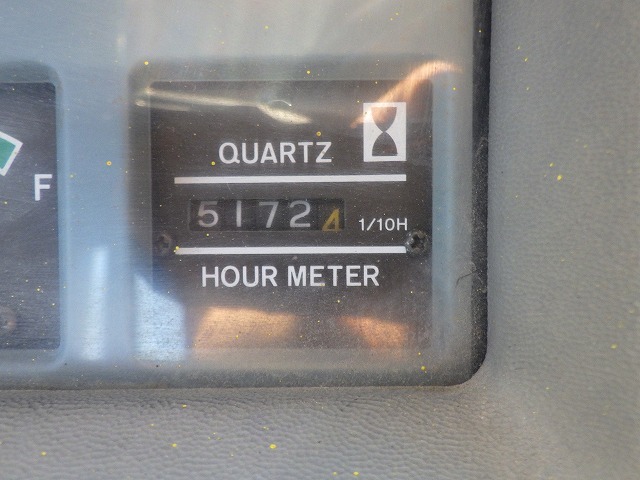 F
QUARTZ
51724 1/10H
HOUR METER